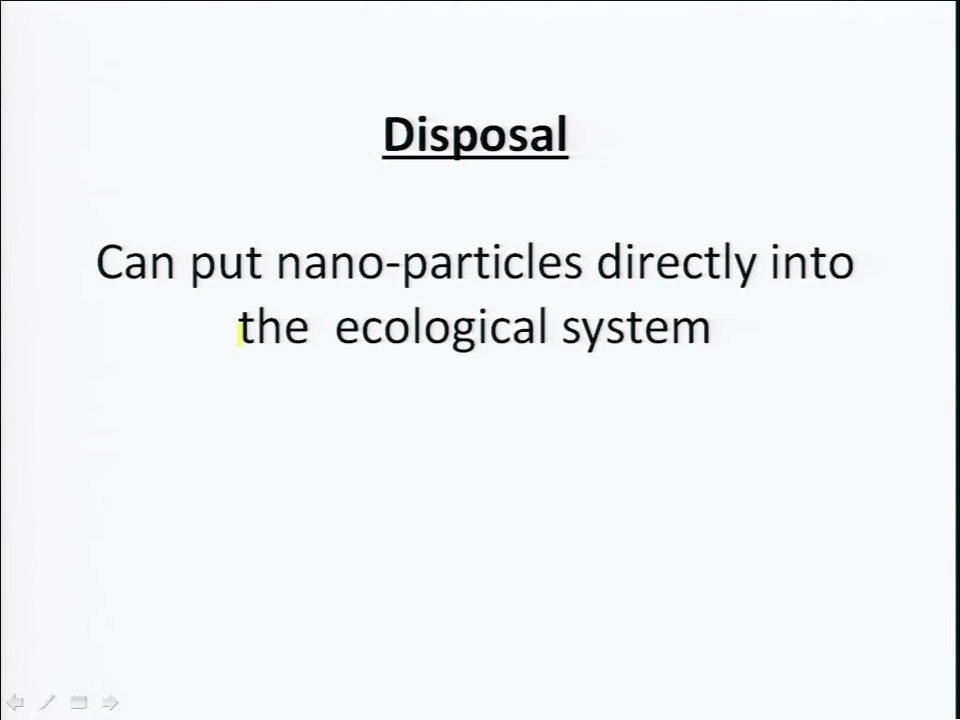 Disposal
Can put nano-particles directly into
the ecological system